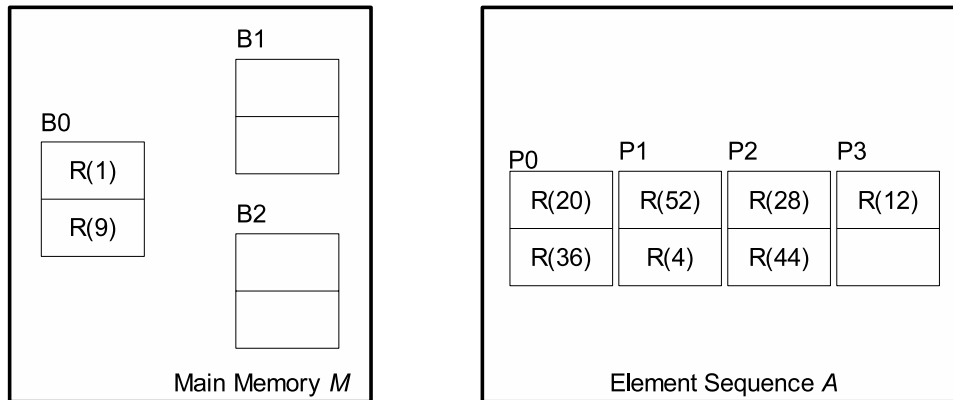 B0
R(1)
R(9)
B1
B2
Main Memory M
P0
P1
P2
P3
R(20)
R(52)
R(28)
R(12)
R(36)
R(4)
R(44)
Element Sequence A